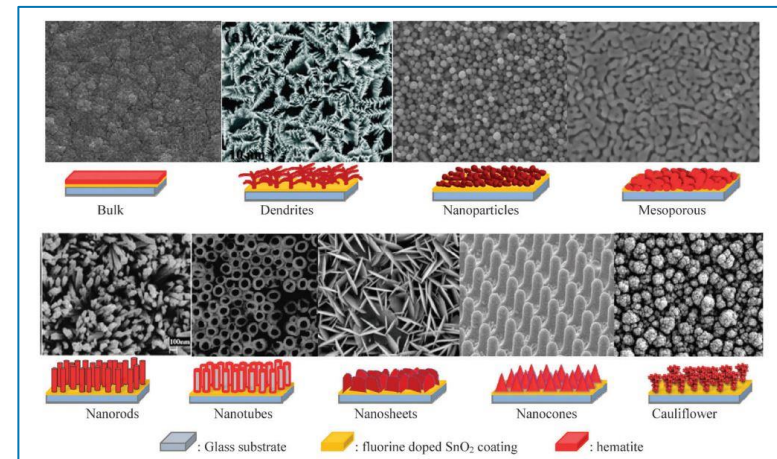 Bulk
Dendrites
Nanoparticles
Mesoporous
100nm
Nanorods
Nanotubes
Nanosheets
Nanocones
Cauliflower
: Glass substrate
: fluorine doped SnO₂ coating
: hematite